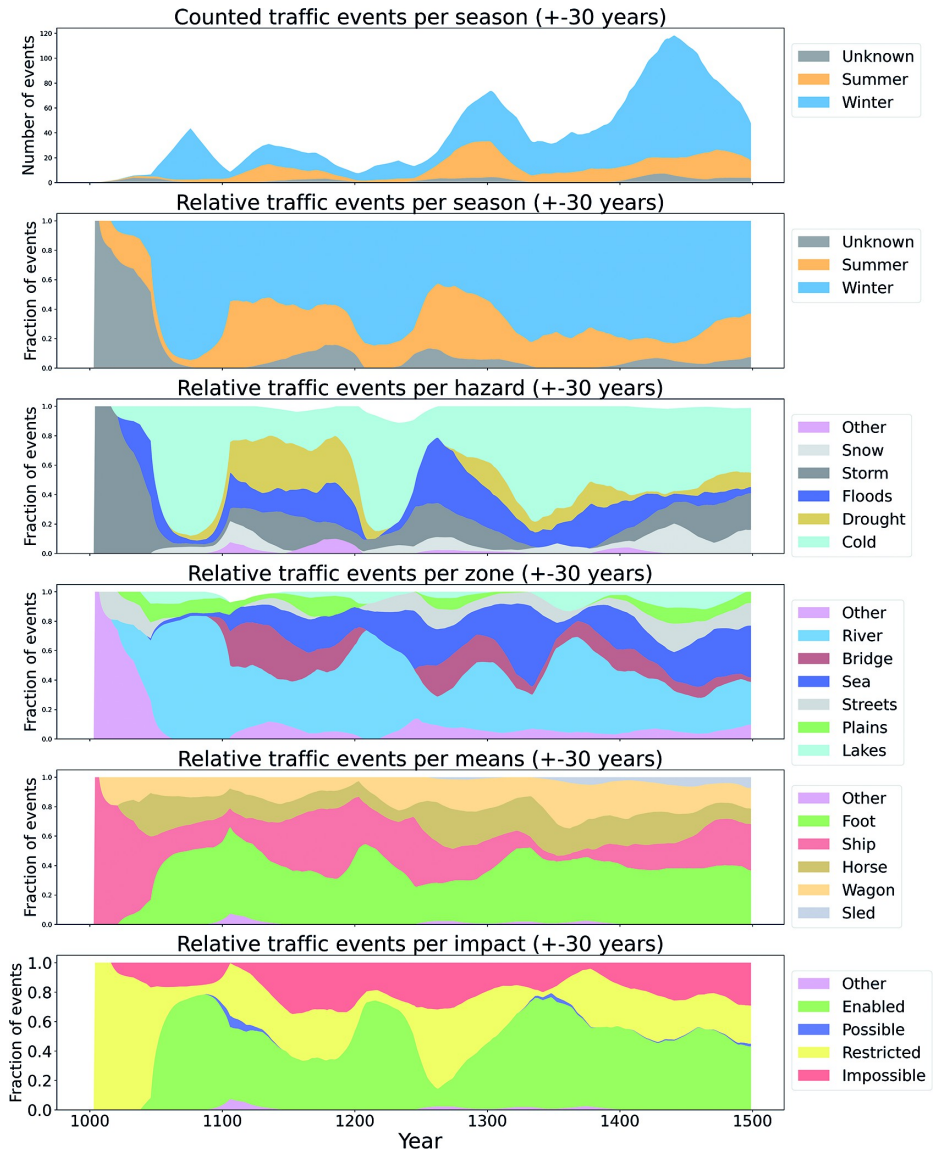 Counted traffic events per season (+-30 years)
Number of events
120
100
80
60
40
20
0
Unknown
Summer
Winter
Relative traffic events per season (+-30 years)
Fraction of events
1.0
0.8
0.6
0.4
0.2
0.0
Unknown
Summer
Winter
Relative traffic events per hazard (+-30 years)
Fraction of events
1.0
0.8
0.6
0.4
0.2
0.0
Other
Snow
Storm
Floods
Drought
Cold
Relative traffic events per zone (+-30 years)
Fraction of events
1.0
0.8
0.6
0.4
0.2
0.0
Other
River
Bridge
Sea
Streets
Plains
Lakes
Relative traffic events per means (+-30 years)
Fraction of events
1.0
0.8
0.6
0.4
0.2
0.0
Other
Foot
Ship
Horse
Wagon
Sled
Relative traffic events per impact (+-30 years)
Fraction of events
1.0
0.8
0.6
0.4
0.2
0.0
Other
Enabled
Possible
Restricted
Impossible
1000 1100 1200 1300 1400 1500
Year